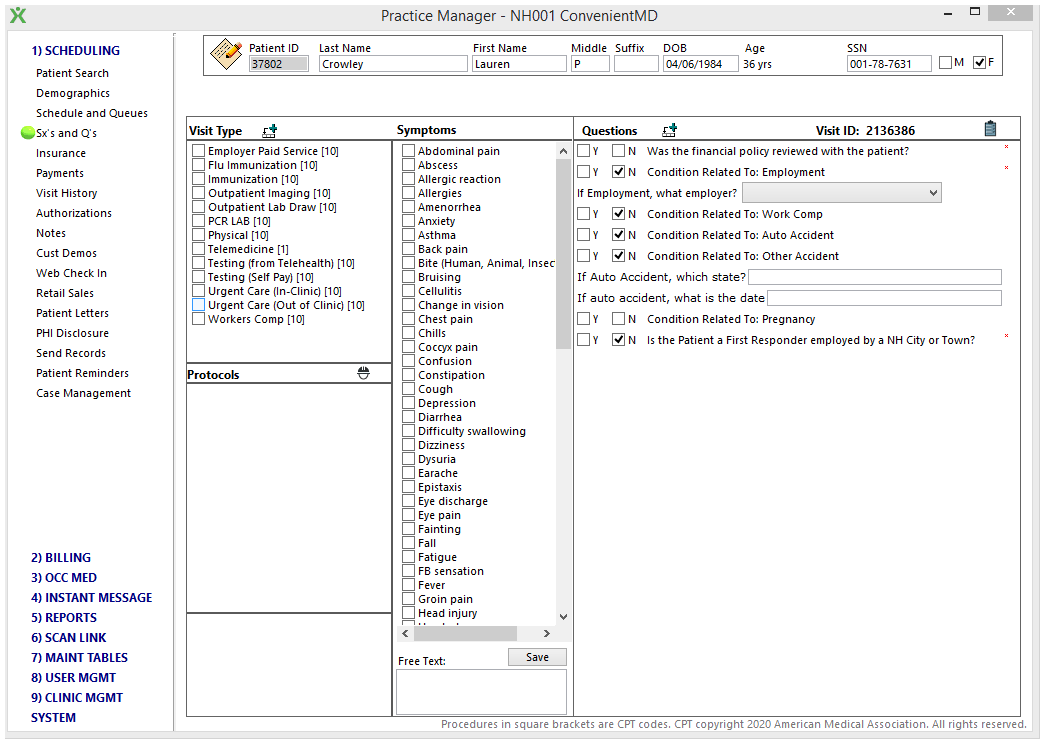 Practice Manager - NH001 ConvenientMD
1) SCHEDULING
Patient Search
Demographics
Schedule and Queues
Sx's and Q's
Insurance
Payments
Visit History
Authorizations
Notes
Cust Demos
Web Check In
Retail Sales
Patient Letters
PHI Disclosure
Send Records
Patient Reminders
Case Management
2) BILLING
3) OCC MED
4) INSTANT MESSAGE
5) REPORTS
6) SCAN LINK
7) MAINT TABLES
8) USER MGMT
9) CLINIC MGMT
SYSTEM
Patient ID Last Name First Name Middle Suffix DOB Age SSN
37802 Crowley Lauren P 04/06/1984 36 yrs 001-78-7631 M F
Visit Type
Employer Paid Service [10]
Flu Immunization [10]
Immunization [10]
Outpatient Imaging [10]
Outpatient Lab Draw [10]
PCR LAB [10]
Physical [10]
Telemedicine [1]
Testing (from Telehealth) [10]
Testing (Self Pay) [10]
Urgent Care (In-Clinic) [10]
Urgent Care (Out of Clinic) [10]
Workers Comp [10]
Protocols
Symptoms
Abdominal pain
Abscess
Allergic reaction
Allergies
Amenorrhea
Anxiety
Asthma
Back pain
Bite (Human, Animal, Insec
Bruising
Cellulitis
Change in vision
Chest pain
Chills
Coccyx pain
Confusion
Constipation
Cough
Depression
Diarrhea
Difficulty swallowing
Dizziness
Dysuria
Earache
Epistaxis
Eye discharge
Eye pain
Fainting
Fall
Fatigue
FB sensation
Fever
Groin pain
Head injury
Free Text:
Save
Questions Visit ID: 2136386
Y N Was the financial policy reviewed with the patient? *
Y N Condition Related To: Employment *
If Employment, what employer?
Y N Condition Related To: Work Comp
Y N Condition Related To: Auto Accident
Y N Condition Related To: Other Accident
If Auto Accident, which state?
If auto accident, what is the date
Y N Condition Related To: Pregnancy
Y N Is the Patient a First Responder employed by a NH City or Town? *
Procedures in square brackets are CPT codes. CPT copyright 2020 American Medical Association. All rights reserved.